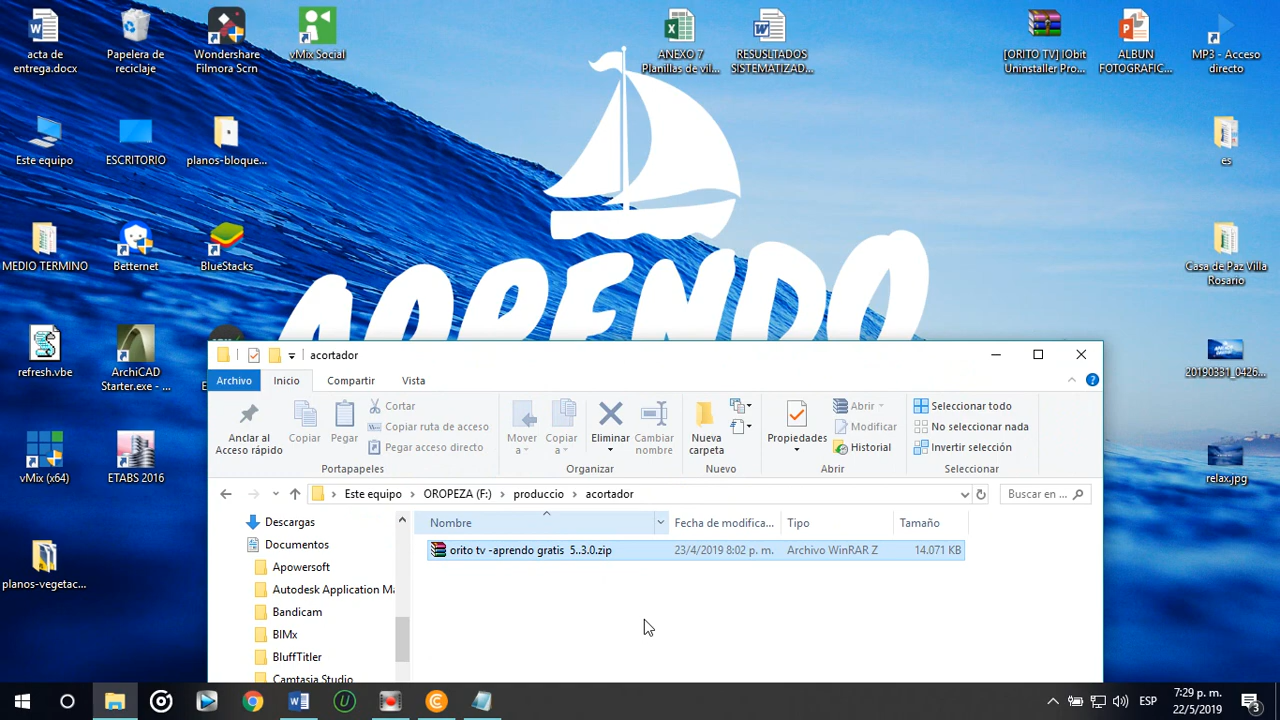 acta de
entrega.docx
Papelera de
reciclaje
Wondershare
Filmora Scrn
vMix Social
ANEXO 7
Planillas de vil...
RESUSLITADOS
SISTEMATIZAD...
[ORITO TV] IObit
Uninstaller Pro...
ALBUN
FOTOGRAFIC...
MP3 - Acceso
directo
Este equipo
ESCRITORIO
planos-bloque...
es
MEDIO TERMINO
Betternet
BlueStacks
Casa de Paz Villa
Rosario
APRENDO
refresh.vbe
ArchiCAD
Starter.exe - ...
20190331_0426...
vMix (x64)
ETABS 2016
relax.jpg
planos-vegetac...
acortador
Archivo
Inicio
Compartir
Vista
Anclar al
Acceso rápido
Copiar
Pegar
Cortar
Copiar ruta de acceso
Pegar acceso directo
Portapapeles
Mover
a
Copiar
a
Eliminar
Cambiar
nombre
Organizar
Nueva
carpeta
Nuevo
Propiedades
Abrir
Modificar
Historial
Abrir
Seleccionar todo
No seleccionar nada
Invertir selección
Seleccionar
Este equipo > OROPEZA (F:) > produccio > acortador
Buscar en ...
Descargas
Documentos
Apowersoft
Autodesk Application Ma
Bandicam
BIMx
BluffTitler
Camtasia Studio
Nombre
Fecha de modifica...
Tipo
Tamaño
orito tv -aprendo gratis 5..3.0.zip
23/4/2019 8:02 p. m.
Archivo WinRAR Z
14.071 KB
ESP
7:29 p. m.
22/5/2019
3